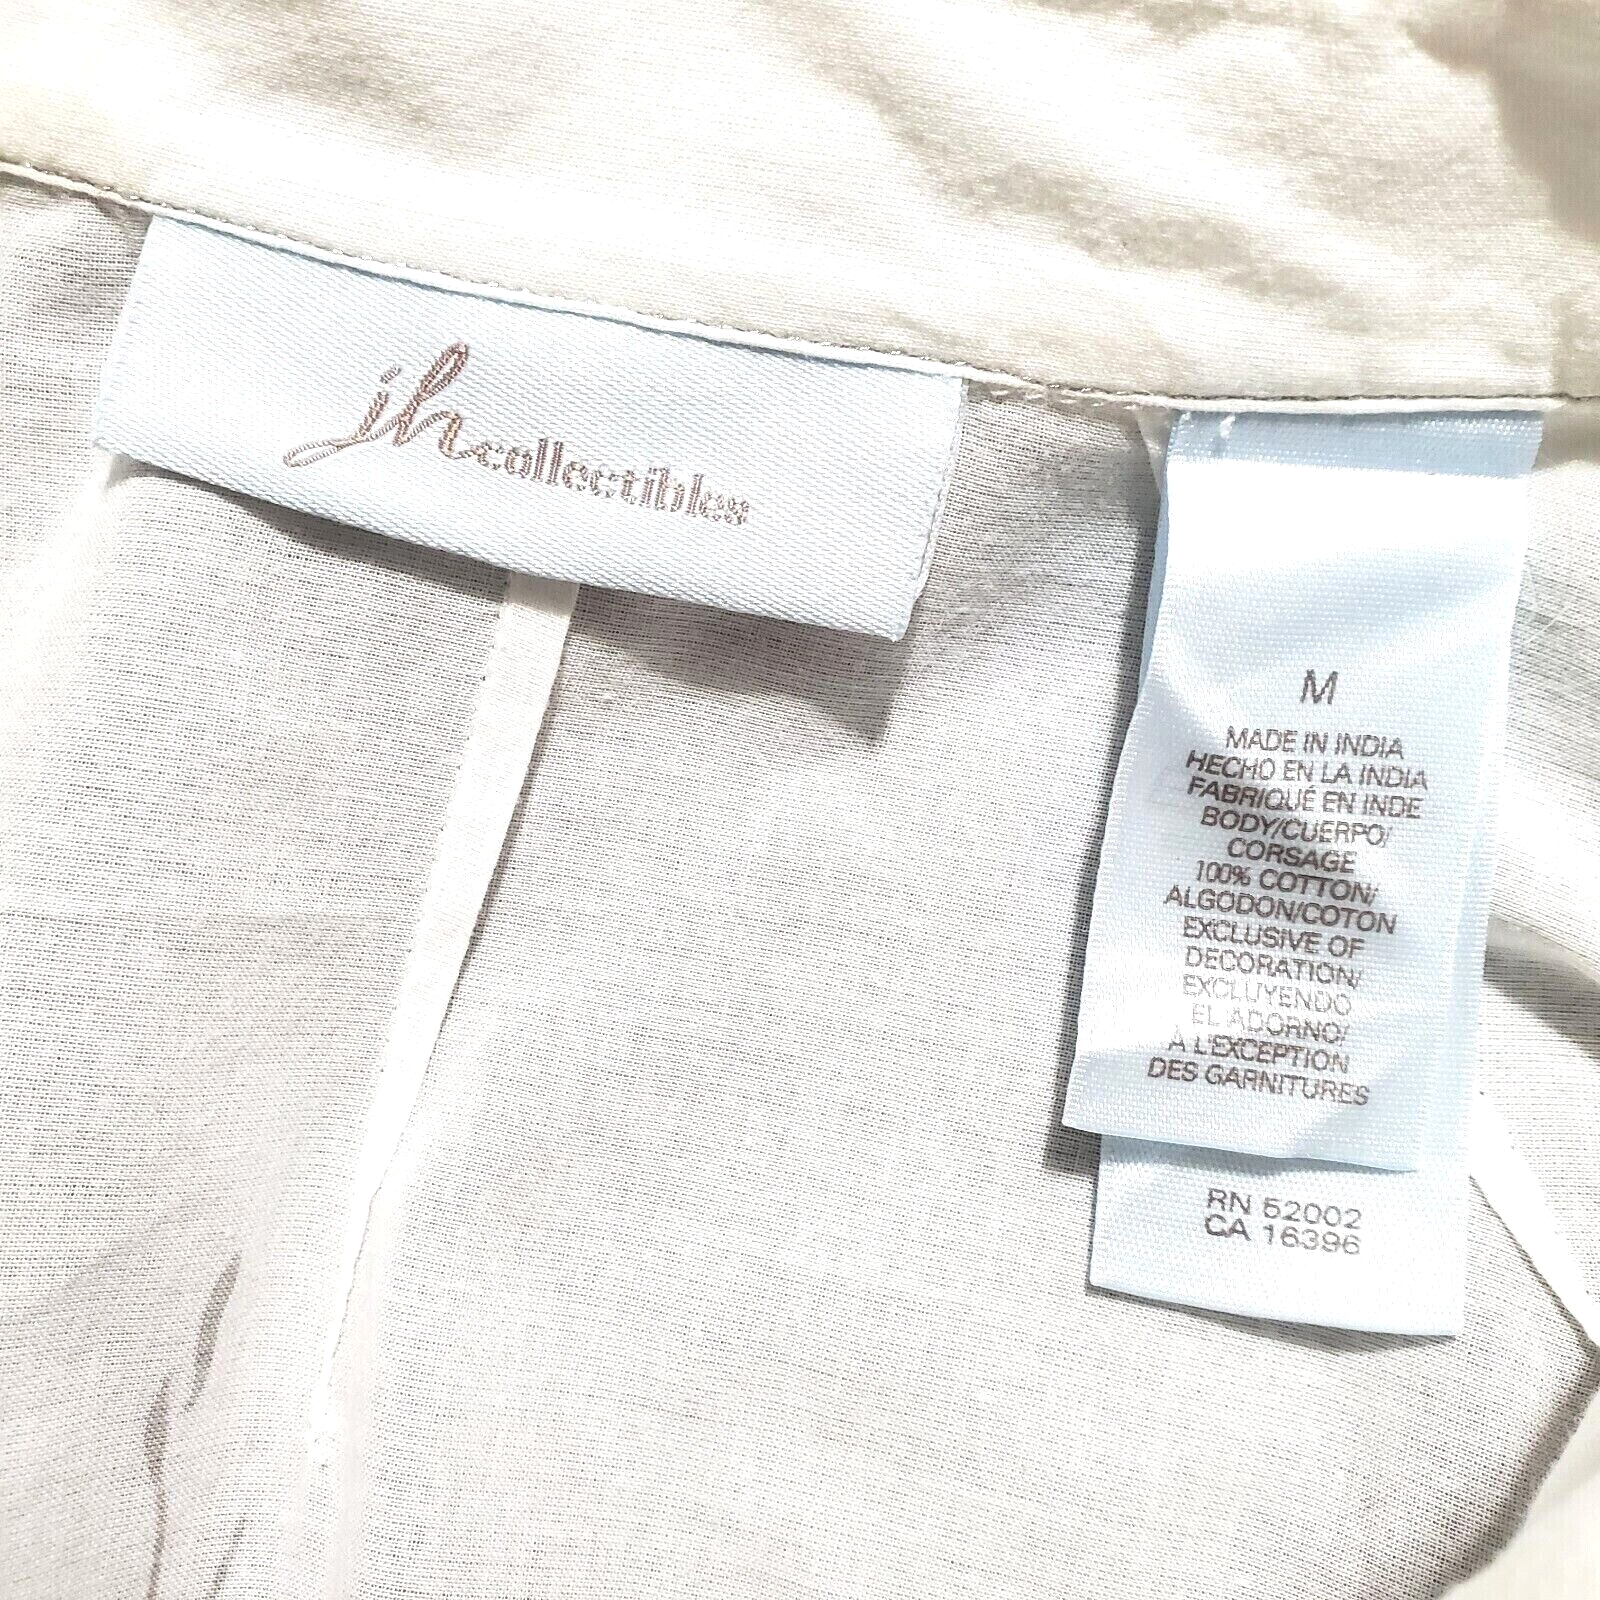 jh collectibles
M
MADE IN INDIA
HECHO EN LA INDIA
FABRIQUÉ EN INDE
BODY/CUERPO/
CORSAGE
100% COTTON/
ALGODON/COTON
EXCLUSIVE OF
DECORATION/
EXCLUYENDO
EL ADORNO/
À L'EXCEPTION
DES GARNITURES
RN 52002
CA 16396